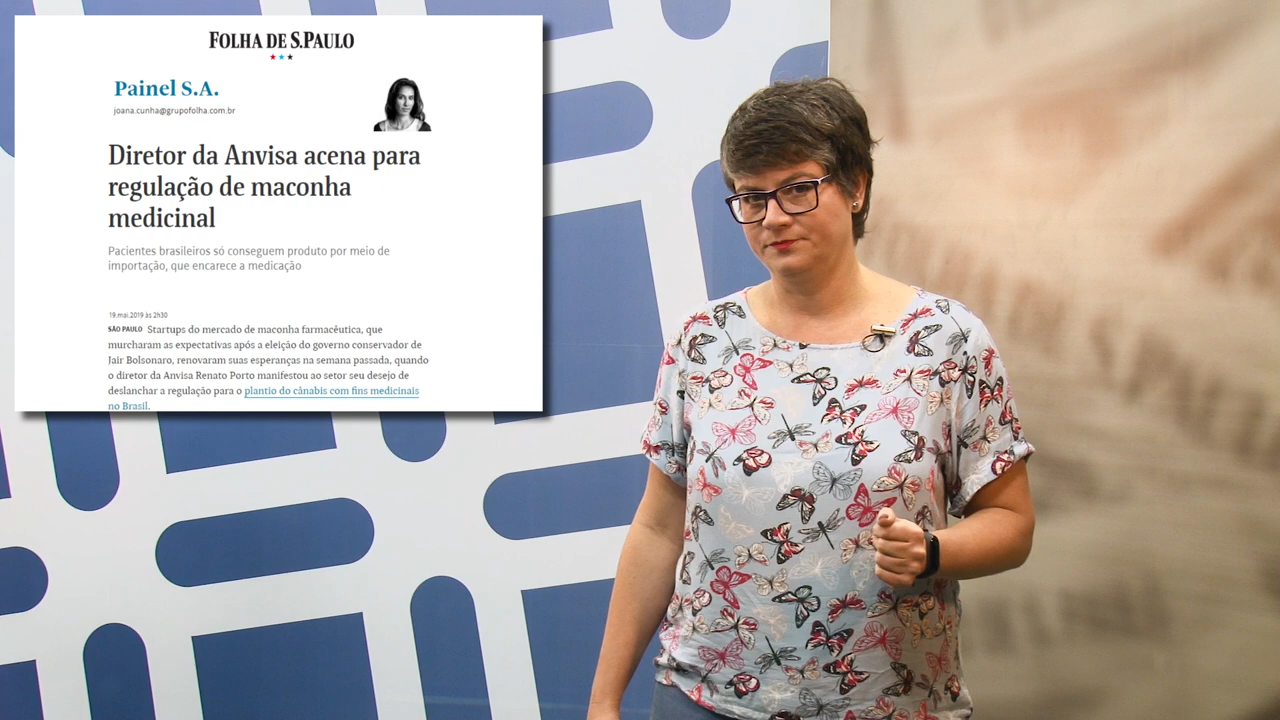 FOLHA DE S.PAULO
Painel S.A.
joana.cunha@grupofolha.com.br
Diretor da Anvisa acena para
regulação de maconha
medicinal
Pacientes brasileiros só conseguem produto por meio de
importação, que encarece a medicação
19.mai.2019 às 2h30
SÃO PAULO Startups do mercado de maconha farmacêutica, que
murcharam as expectativas após a eleição do governo conservador de
Jair Bolsonaro, renovaram suas esperanças na semana passada, quando
o diretor da Anvisa Renato Porto manifestou ao setor seu desejo de
deslanchar a regulação para o plantio do cânabis com fins medicinais
no Brasil.